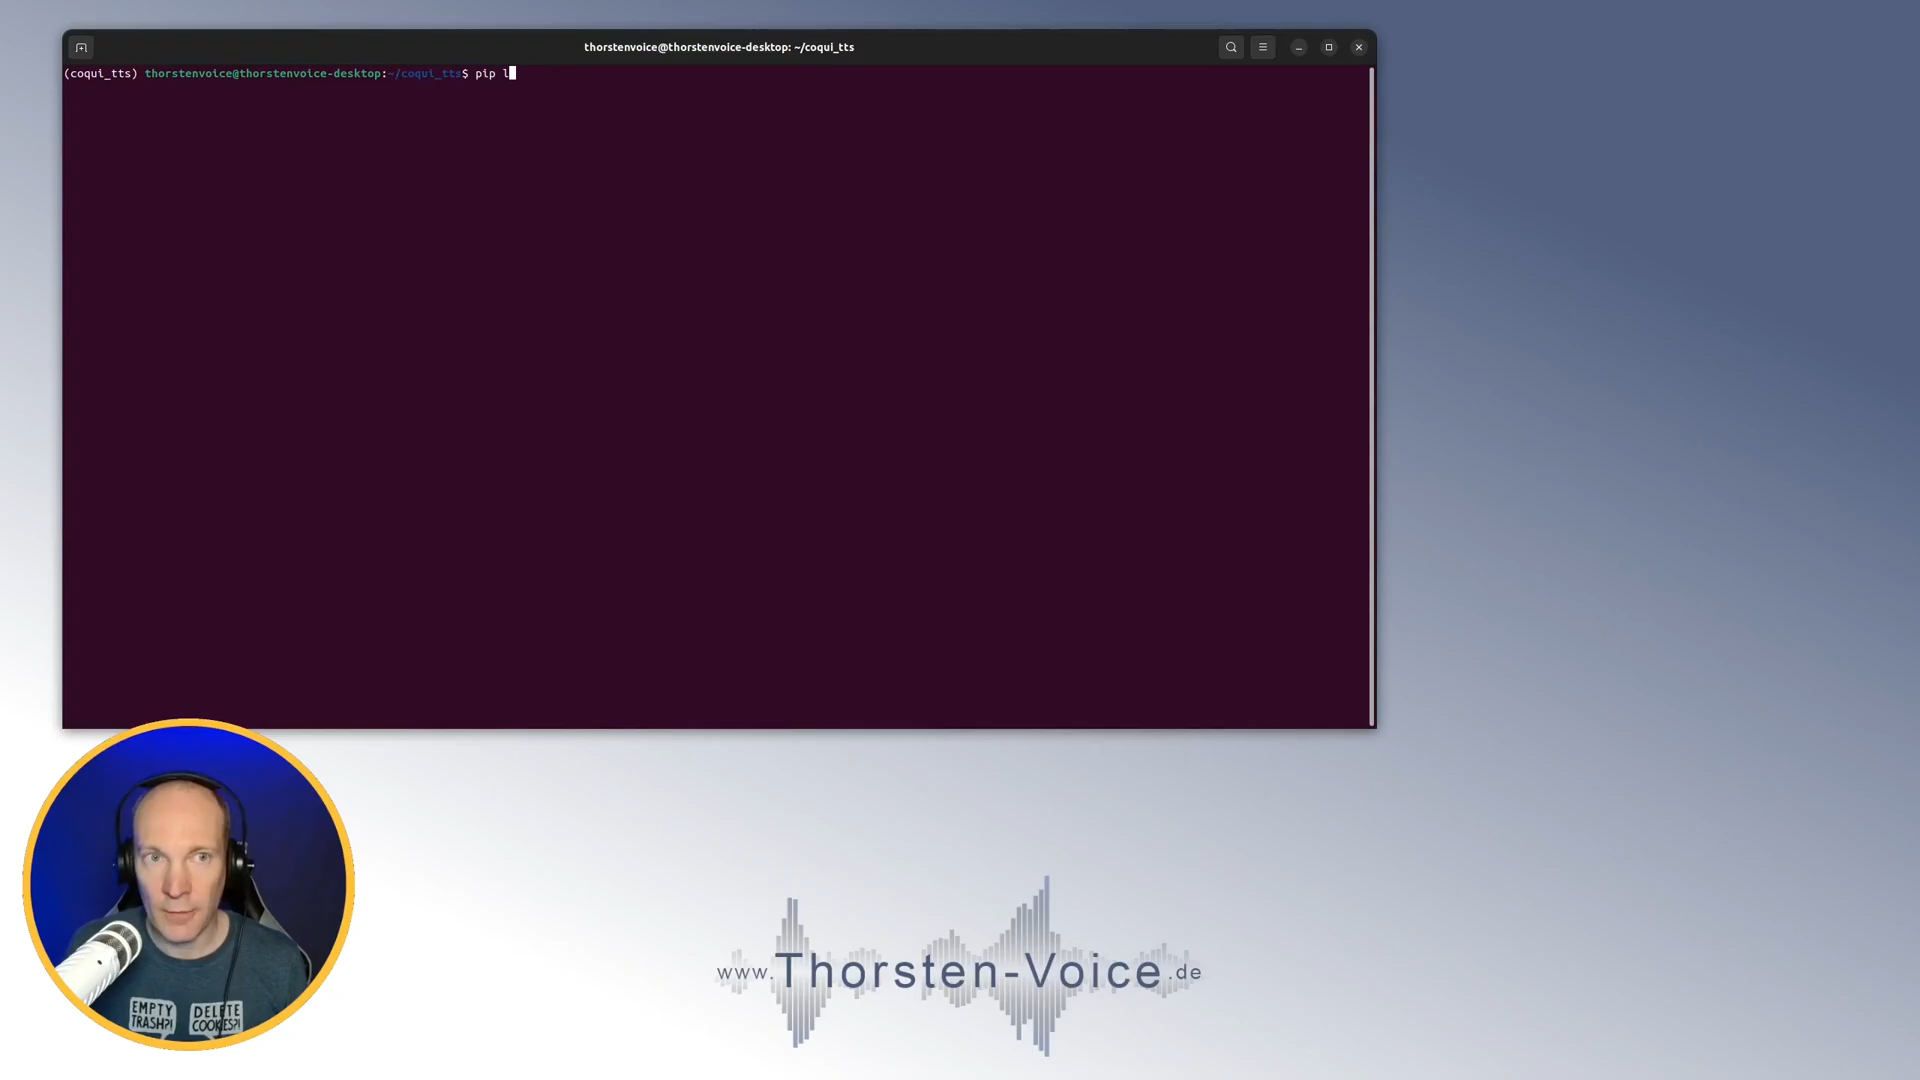 thorstenvoice@thorstenvoice-desktop: ~/coqui_tts
(coqui_tts) thorstenvoice@thorstenvoice-desktop:~/coqui_tts$ pip l
EMPTY DELETE
TRASH?! COOKIES?!
www.Thorsten-Voice.de